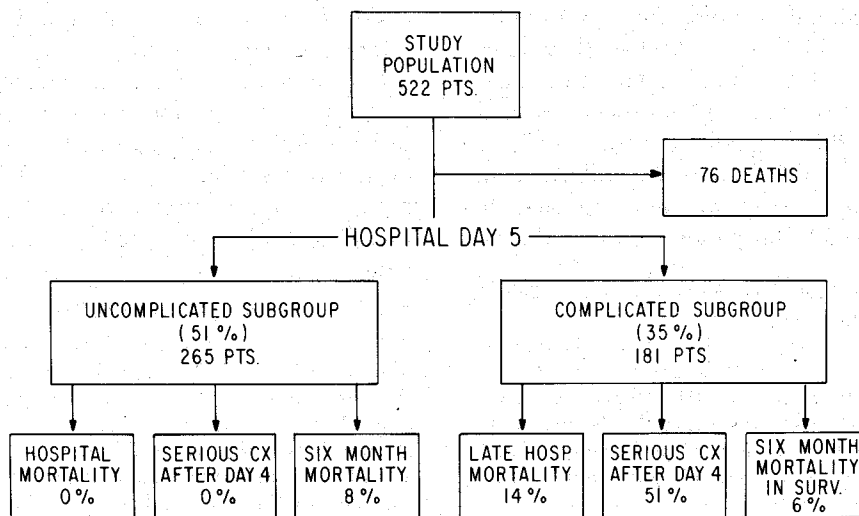 STUDY
POPULATION
522 PTS.
76 DEATHS
HOSPITAL DAY 5
UNCOMPLICATED SUBGROUP
(51%)
265 PTS.
COMPLICATED SUBGROUP
(35%)
181 PTS.
HOSPITAL
MORTALITY
0%
SERIOUS CX
AFTER DAY 4
0%
SIX MONTH
MORTALITY
8%
LATE HOSP
MORTALITY
14%
SERIOUS CX
AFTER DAY 4
51%
SIX MONTH
MORTALITY
IN SURV.
6%